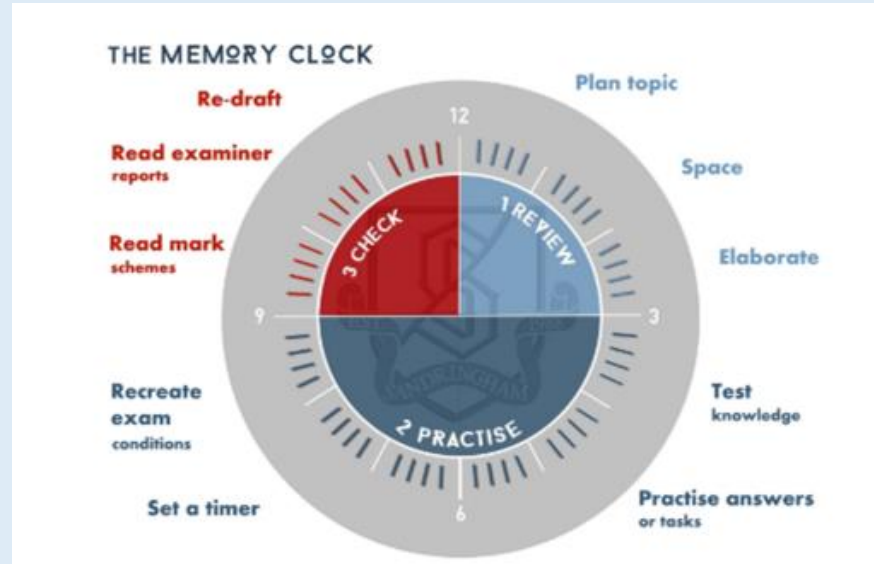 THE MEMORY CLOCK
Re-draft
Plan topic
12
Read examiner
reports
Space
3 CHECK
1 REVIEW
Read mark
schemes
Elaborate
9
3
Recreate
exam
conditions
Test
knowledge
2 PRACTISE
Set a timer
6
Practise answers
or tasks